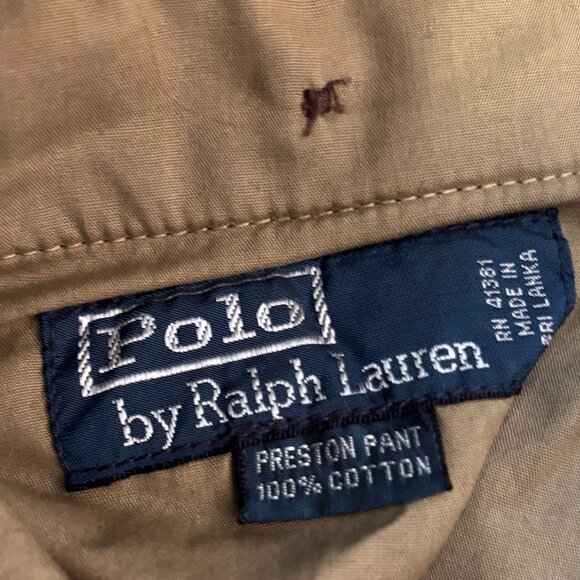 Polo
by Ralph Lauren
RN 41381
MADE IN
SRI LANKA
PRESTON PANT
100% COTTON